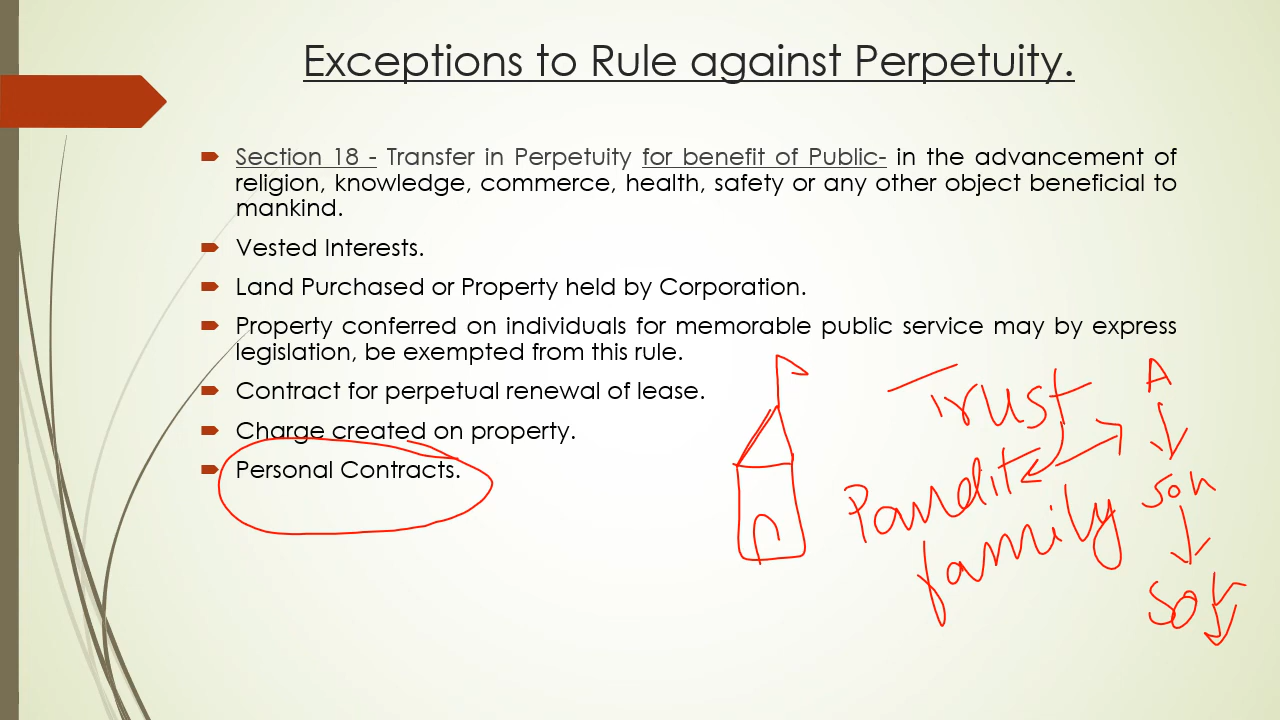 Exceptions to Rule against Perpetuity.
Section 18 - Transfer in Perpetuity for benefit of Public- in the advancement of
religion, knowledge, commerce, health, safety or any other object beneficial to
mankind.
Vested Interests.
Land Purchased or Property held by Corporation.
Property conferred on individuals for memorable public service may by express
legislation, be exempted from this rule.
Contract for perpetual renewal of lease.
Charge created on property.
Personal Contracts.
Trust
Pandit
family
A
Son
Son